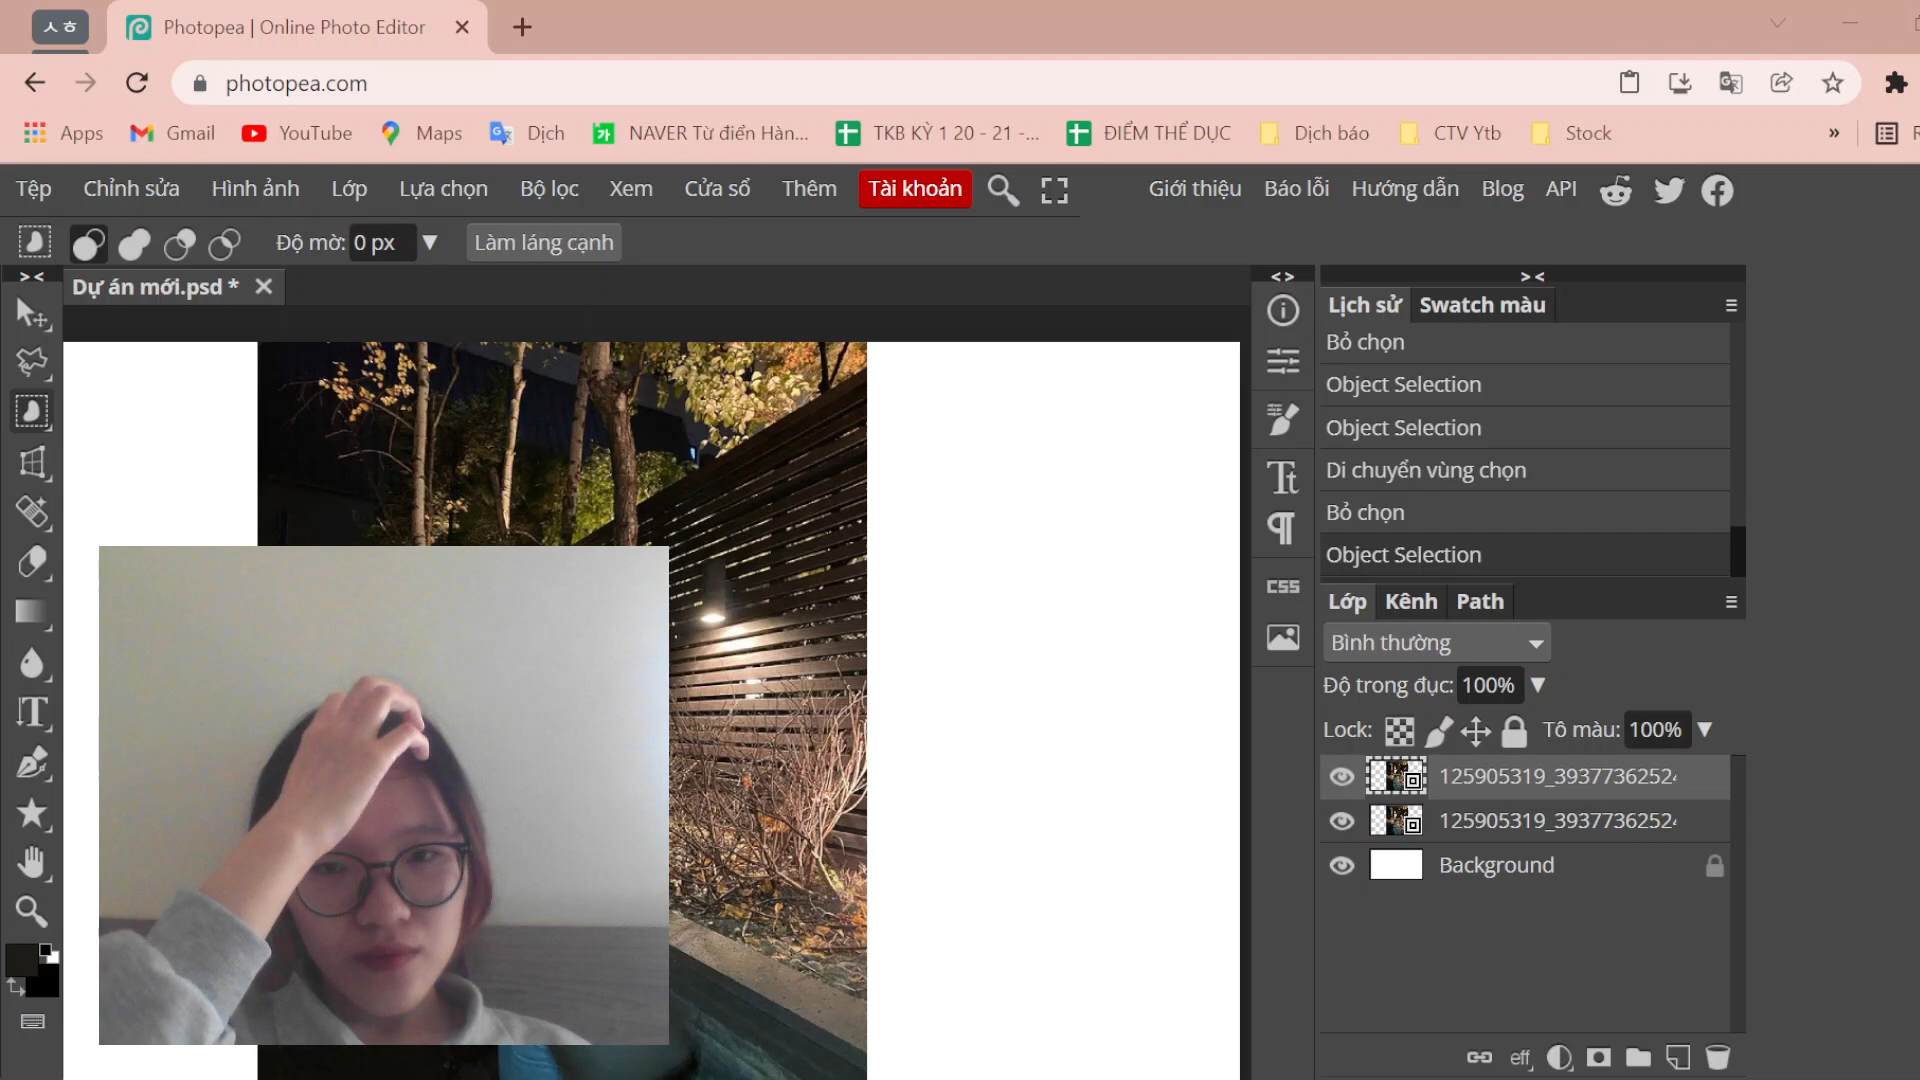 ㅅㅎ
Photopea | Online Photo Editor
photopea.com
Apps Gmail YouTube Maps Dịch NAVER Từ điển Hàn... TKB KỲ 1 20 - 21 -... ĐIỂM THỂ DỤC Dịch báo CTV Ytb Stock »
Tệp Chỉnh sửa Hình ảnh Lớp Lựa chọn Bộ lọc Xem Cửa sổ Thêm Tài khoản Giới thiệu Báo lỗi Hướng dẫn Blog API
Độ mờ: 0 px Làm láng cạnh
Dự án mới.psd *
Lịch sử Swatch màu
Bỏ chọn
Object Selection
Object Selection
Di chuyển vùng chọn
Bỏ chọn
Object Selection
CSS
Lớp Kênh Path
Bình thường
Độ trong đục: 100%
Lock: Tô màu: 100%
125905319_39377362524
125905319_39377362524
Background
eff